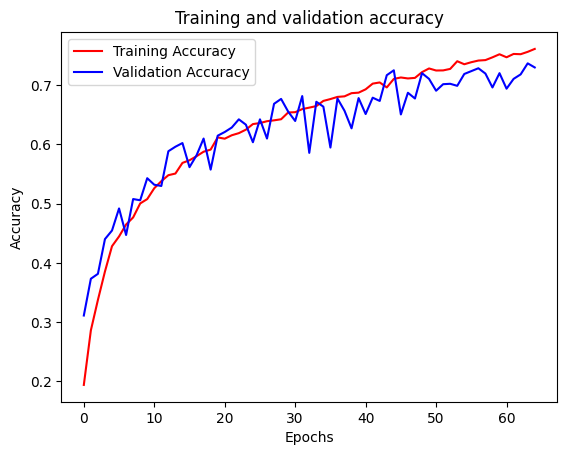 Training and validation accuracy
Training Accuracy
Validation Accuracy
Accuracy
0.7
0.6
0.5
0.4
0.3
0.2
0 10 20 30 40 50 60
Epochs